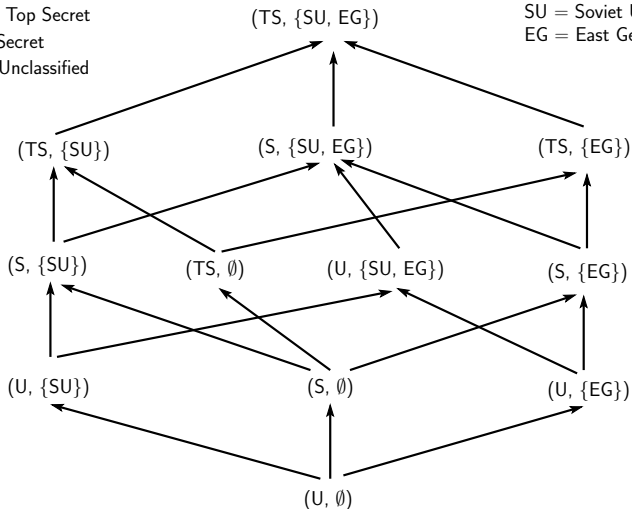 Top Secret
(TS, {SU, EG})
SU = Soviet
Secret
EG = East
Unclassified
(TS, {SU})
(S, {SU, EG})
(TS, {EG})
(S, {SU})
(TS, ∅)
(U, {SU, EG})
(S, {EG})
(U, {SU})
(S, ∅)
(U, {EG})
(U, ∅)